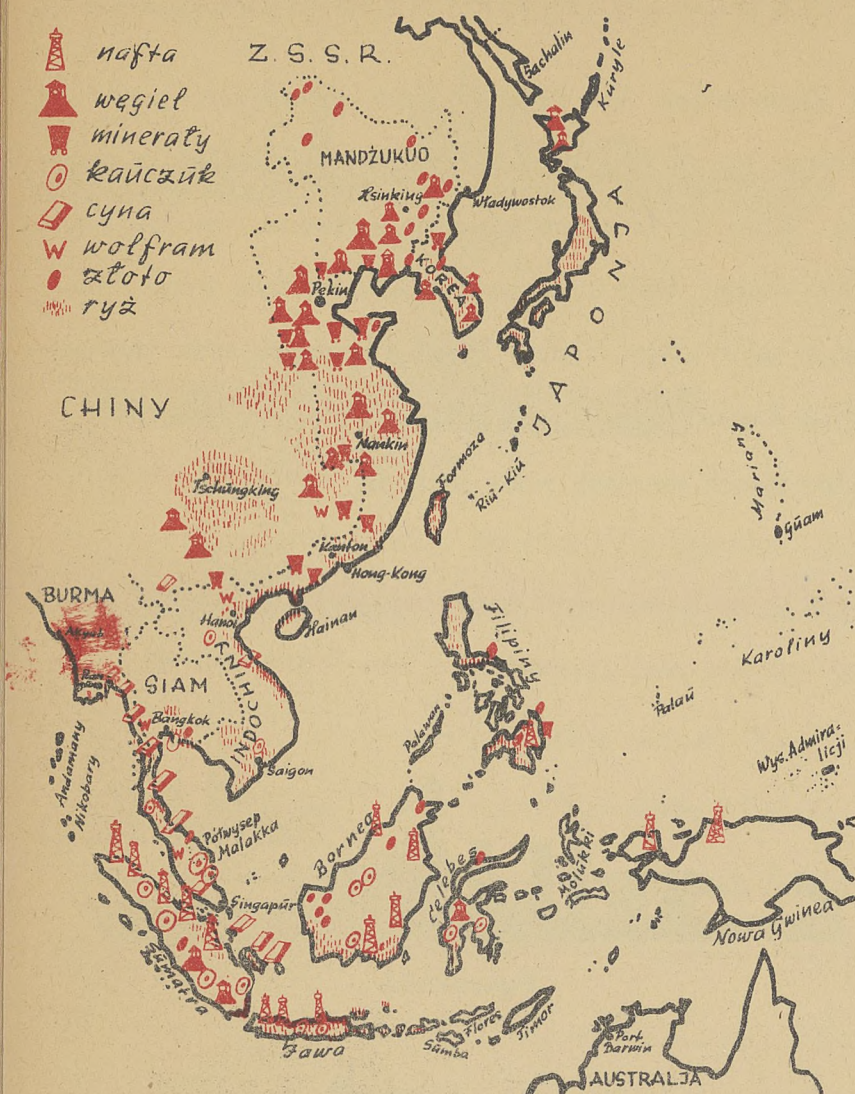 nafta
węgiel
minerały
kauczuk
cyna
wolfram
złoto
ryż
Z.S.S.R.
Sachalin
Kuryle
MANDŻUKUO
Hsinking
Władywostok
KOREA
JAPONJA
Pekin
CHINY
Nankin
Tschungking
Formoza
Riu-Kiu
Mariany
Guam
Kanton
Hong-Kong
BURMA
Akyab
Hanoi
Hainan
Filipiny
Karoliny
SIAM
INDOCHINY
Palau
Bangkok
Palawan
Wys. Admira-
licji
Andamany
Nikobary
Saigon
Półwysep
Malakka
Borneo
Celebes
Molukki
Singapur
Nowa Gwinea
Sumatra
Jawa
Sumba
Flores
Timor
Port
Darwin
AUSTRALJA